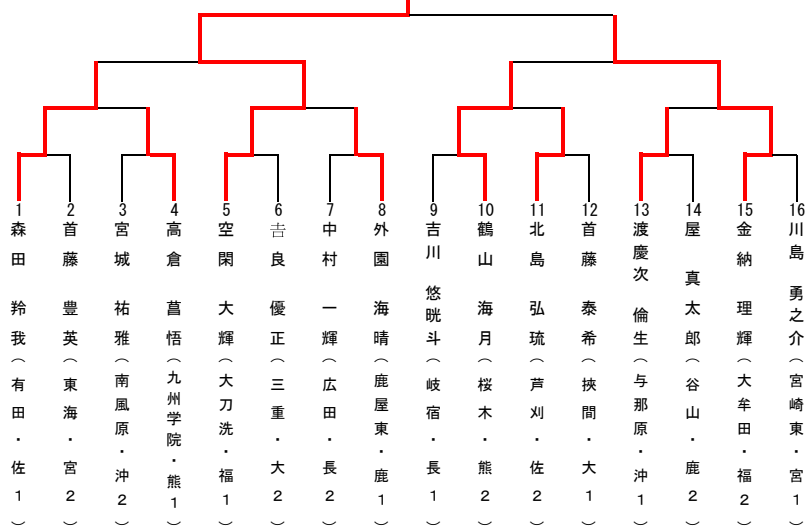 1 森田 羚我（有田・佐1）
2 首藤 豊英（東海・宮2）
3 宮城 祐雅（南風原・沖2）
4 高倉 菖悟（九州学院・熊1）
5 空閑 大輝（大刀洗・福1）
6 𠮷良 優正（三重・大2）
7 中村 一輝（広田・長2）
8 外園 海晴（鹿屋東・鹿1）
9 吉川 悠晄斗（岐宿・長1）
10 鶴山 海月（桜木・熊2）
11 北島 弘琉（芦刈・佐2）
12 首藤 泰希（挾間・大1）
13 渡慶次 倫生（与那原・沖1）
14 屋 真太郎（谷山・鹿2）
15 金納 理輝（大牟田・福2）
16 川島 勇之介（宮崎東・宮1）